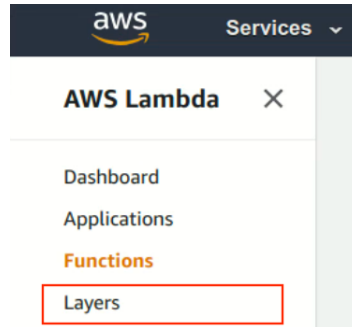 aws Services
AWS Lambda
Dashboard
Applications
Functions
Layers